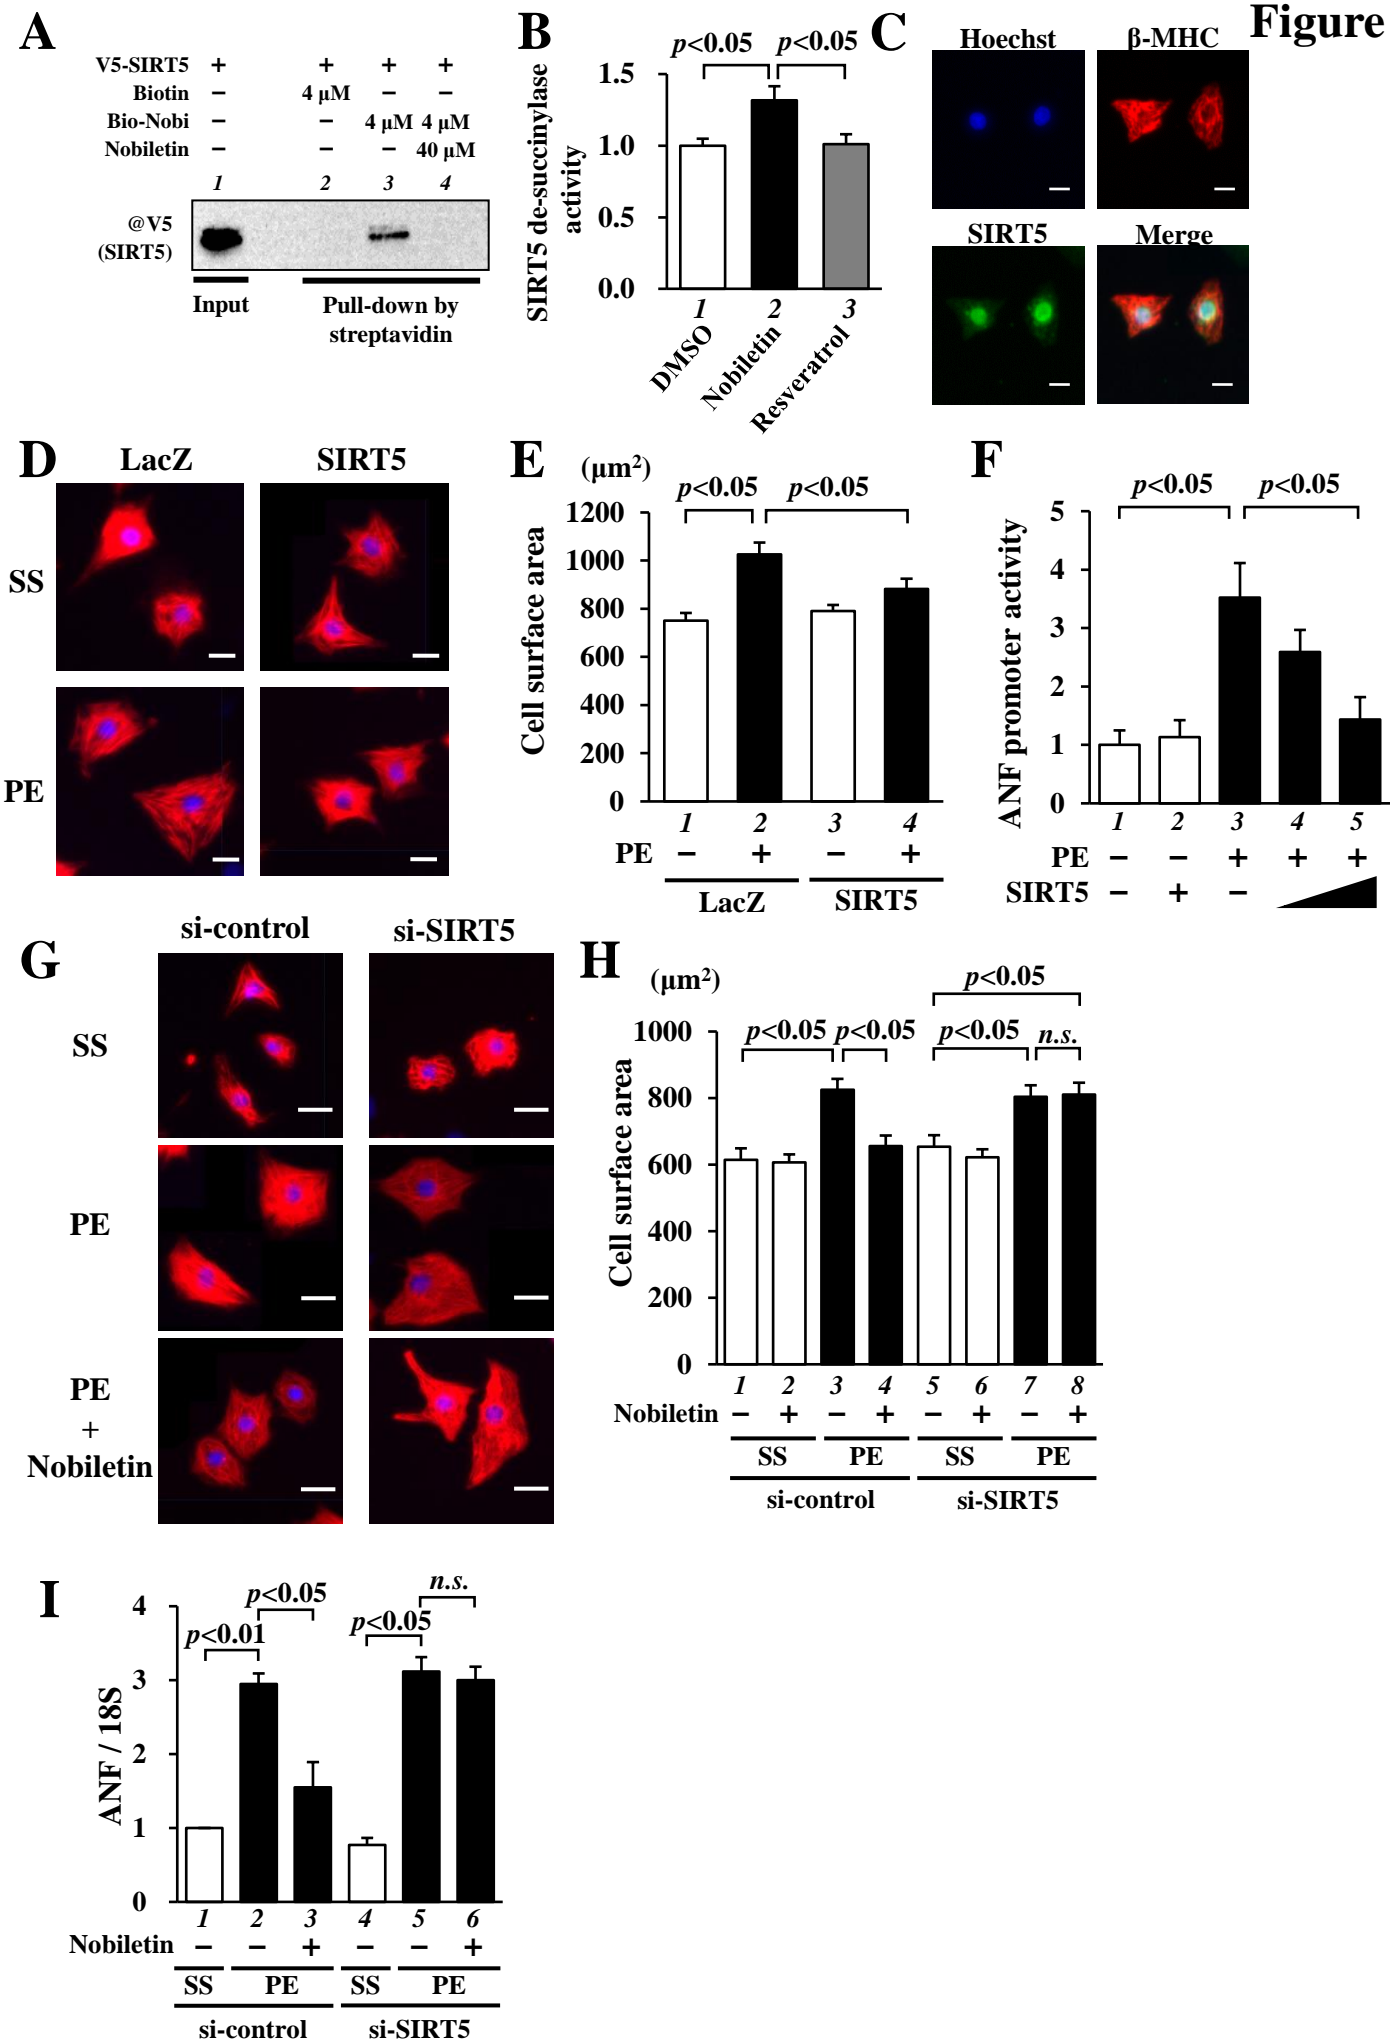 Figure
A
V5-SIRT5 + + + +
Biotin − 4 μM − −
Bio-Nobi − − 4 μM 4 μM
Nobiletin − − − 40 μM
1 2 3 4
@V5
(SIRT5)
Input
Pull-down by
streptavidin
B
p<0.05 p<0.05
SIRT5 de-succinylase
activity
1.5
1.0
0.5
0.0
1 2 3
DMSO
Nobiletin
Resveratrol
C
Hoechst β-MHC
SIRT5 Merge
D
LacZ SIRT5
SS
PE
E
(μm²)
p<0.05 p<0.05
Cell surface area
1200
1000
800
600
400
200
0
1 2 3 4
PE − + − +
LacZ SIRT5
F
p<0.05 p<0.05
ANF promoter activity
5
4
3
2
1
0
1 2 3 4 5
PE − − + + +
SIRT5 − + −
G
si-control si-SIRT5
SS
PE
PE
+
Nobiletin
H
(μm²)
p<0.05
p<0.05 p<0.05 p<0.05 n.s.
Cell surface area
1000
800
600
400
200
0
1 2 3 4 5 6 7 8
Nobiletin − + − + − + − +
SS PE SS PE
si-control si-SIRT5
I
n.s.
p<0.05
p<0.05
p<0.01
ANF / 18S
4
3
2
1
0
1 2 3 4 5 6
Nobiletin − − + − − +
SS PE SS PE
si-control si-SIRT5